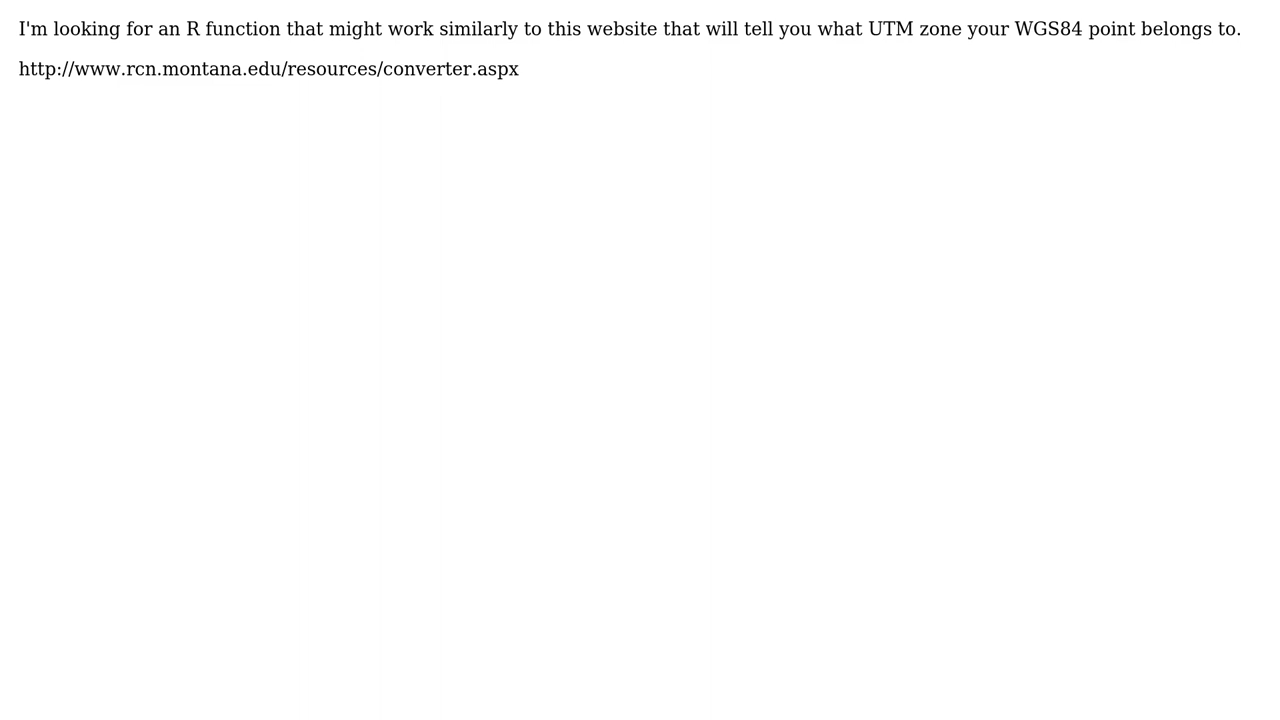 I'm looking for an R function that might work similarly to this website that will tell you what UTM zone your WGS84 point belongs to.
http://www.rcn.montana.edu/resources/converter.aspx